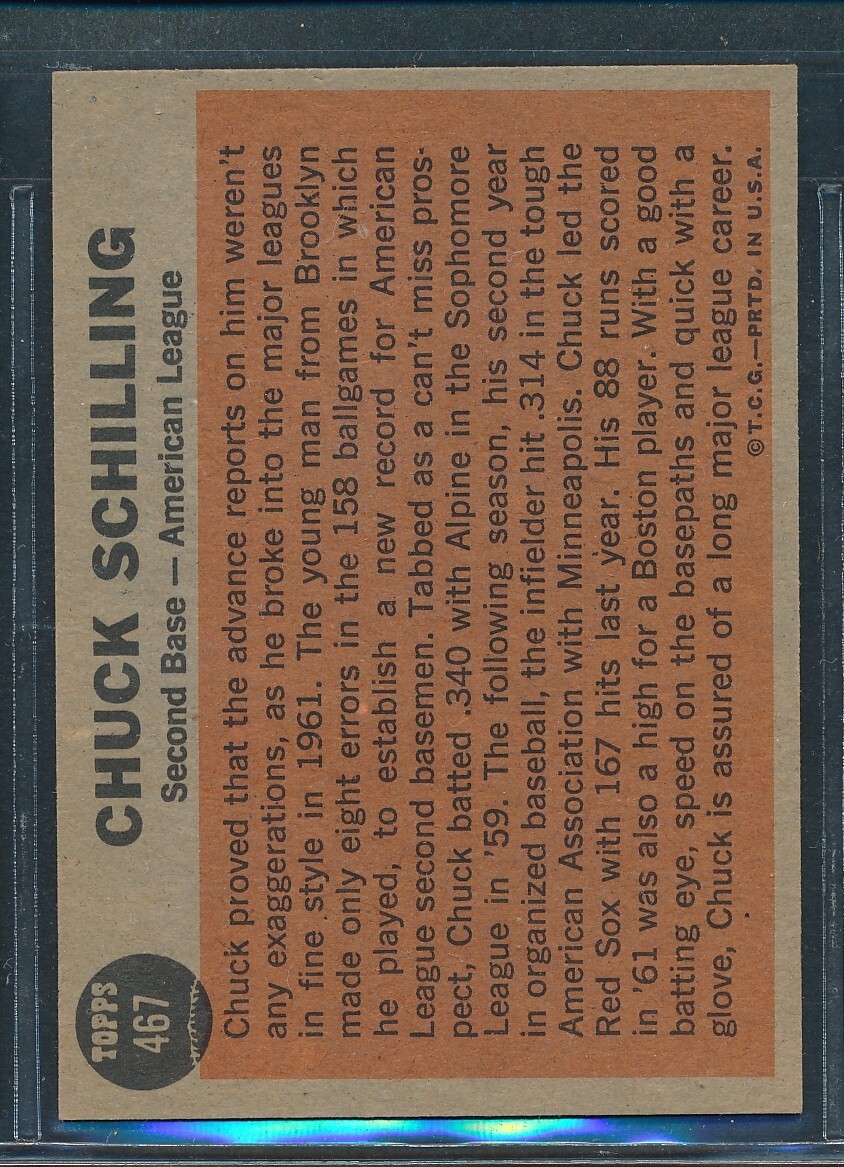 TOPPS
467
CHUCK SCHILLING
Second Base — American League
Chuck proved that the advance reports on him weren't
any exaggerations, as he broke into the major leagues
in fine style in 1961. The young man from Brooklyn
made only eight errors in the 158 ballgames in which
he played, to establish a new record for American
League second basemen. Tabbed as a can't miss pros-
pect, Chuck batted .340 with Alpine in the Sophomore
League in '59. The following season, his second year
in organized baseball, the infielder hit .314 in the tough
American Association with Minneapolis. Chuck led the
Red Sox with 167 hits last year. His 88 runs scored
in '61 was also a high for a Boston player. With a good
batting eye, speed on the basepaths and quick with a
glove, Chuck is assured of a long major league career.
©T.C.G.—PRTD. IN U.S.A.